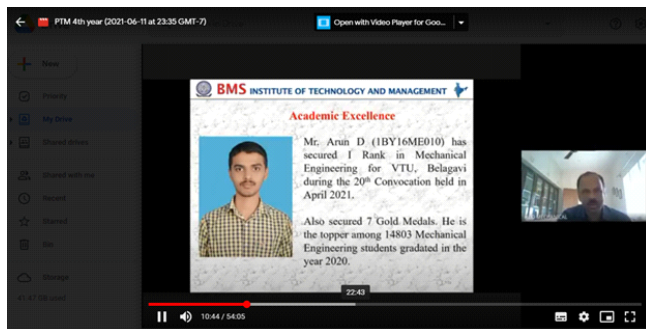 PTM 4th year (2021-06-11 at 23:35 GMT-7)
Open with Video Player for Goo...
New
Priority
My Drive
Shared drives
Shared with me
Recent
Starred
Bin
Storage
BMS INSTITUTE OF TECHNOLOGY AND MANAGEMENT
Academic Excellence
Mr. Arun D (1BY16ME010) has
secured I Rank in Mechanical
Engineering for VTU, Belagavi
during the 20th Convocation held in
April 2021.
Also secured 7 Gold Medals. He is
the topper among 14803 Mechanical
Engineering students gradated in the
year 2020.
22:43
10:44 / 54:05